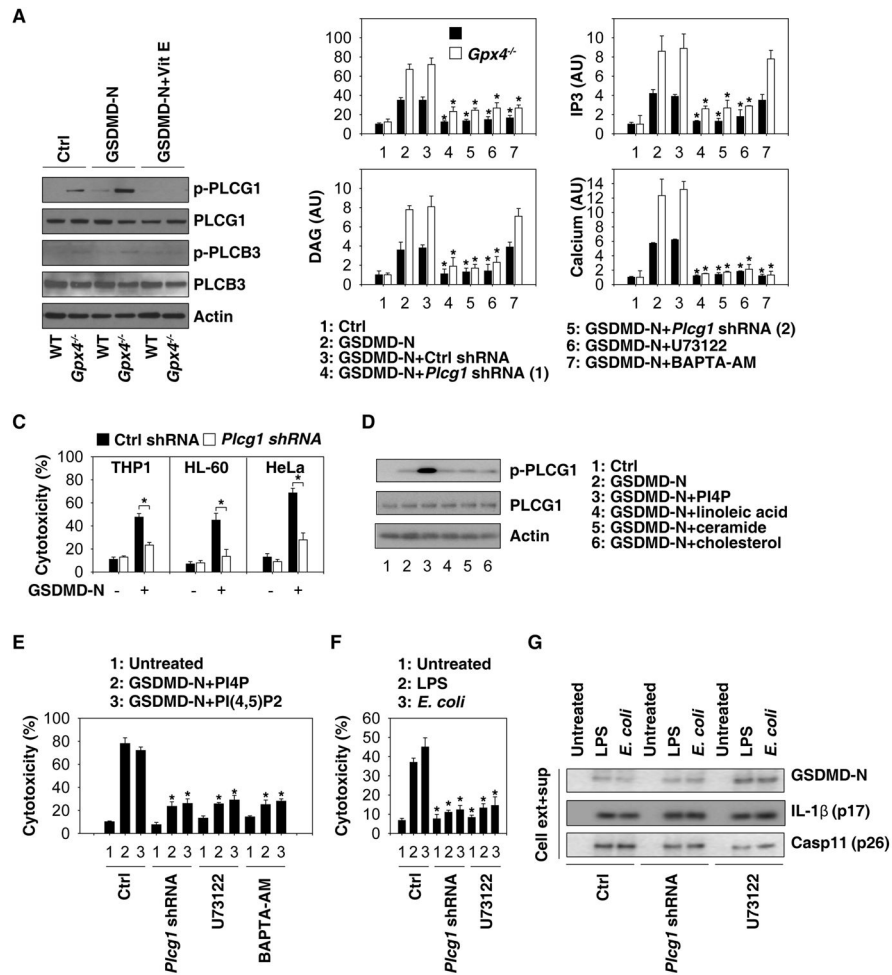 A
Ctrl
GSDMD-N
GSDMD-N+Vit E
p-PLCG1
PLCG1
p-PLCB3
PLCB3
Actin
WT
Gpx4-/-
WT
Gpx4-/-
WT
Gpx4-/-
Gpx4-/-
100
80
60
40
20
0
1 2 3 4 5 6 7
* * * * * * * *
IP3 (AU)
10
8
6
4
2
0
1 2 3 4 5 6 7
* * * * * *
DAG (AU)
10
8
6
4
2
0
1 2 3 4 5 6 7
* * * * * *
Calcium (AU)
14
12
10
8
6
4
2
0
1 2 3 4 5 6 7
* * * * * * * *
1: Ctrl
2: GSDMD-N
3: GSDMD-N+Ctrl shRNA
4: GSDMD-N+Plcg1 shRNA (1)
5: GSDMD-N+Plcg1 shRNA (2)
6: GSDMD-N+U73122
7: GSDMD-N+BAPTA-AM
C
Ctrl shRNA Plcg1 shRNA
Cytotoxicity (%)
100
80
60
40
20
0
THP1 HL-60 HeLa
* * *
GSDMD-N - + - + - +
D
p-PLCG1
PLCG1
Actin
1 2 3 4 5 6
1: Ctrl
2: GSDMD-N
3: GSDMD-N+PI4P
4: GSDMD-N+linoleic acid
5: GSDMD-N+ceramide
6: GSDMD-N+cholesterol
E
1: Untreated
2: GSDMD-N+PI4P
3: GSDMD-N+PI(4,5)P2
Cytotoxicity (%)
100
80
60
40
20
0
* * * * * *
1 2 3 1 2 3 1 2 3 1 2 3
Ctrl
Plcg1 shRNA
U73122
BAPTA-AM
F
1: Untreated
2: LPS
3: E. coli
Cytotoxicity (%)
60
50
40
30
20
10
0
* * * * * *
1 2 3 1 2 3 1 2 3
Ctrl
Plcg1 shRNA
U73122
G
Untreated
LPS
E. coli
Untreated
LPS
E. coli
Untreated
LPS
E. coli
Cell ext+sup
GSDMD-N
IL-1β (p17)
Casp11 (p26)
Ctrl
Plcg1 shRNA
U73122